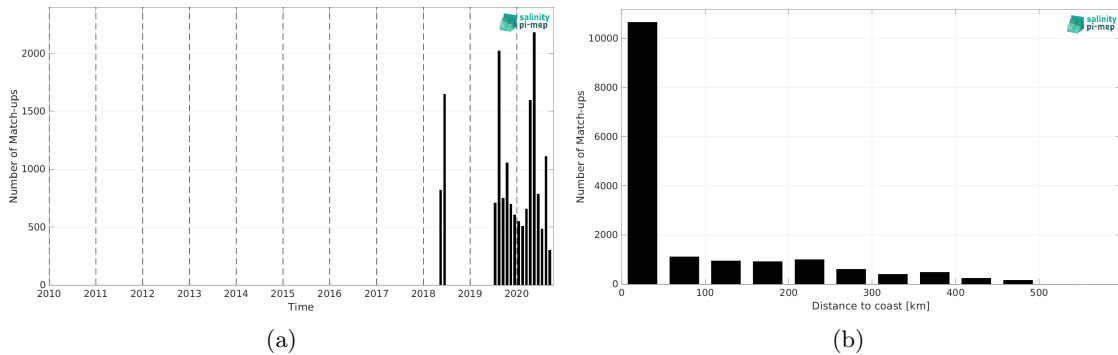 salinity
pi-mep
Number of Match-ups
2000
1500
1000
500
0
2010 2011 2012 2013 2014 2015 2016 2017 2018 2019 2020
Time
(a)
salinity
pi-mep
Number of Match-ups
10000
8000
6000
4000
2000
0
0 100 200 300 400 500
Distance to coast [km]
(b)